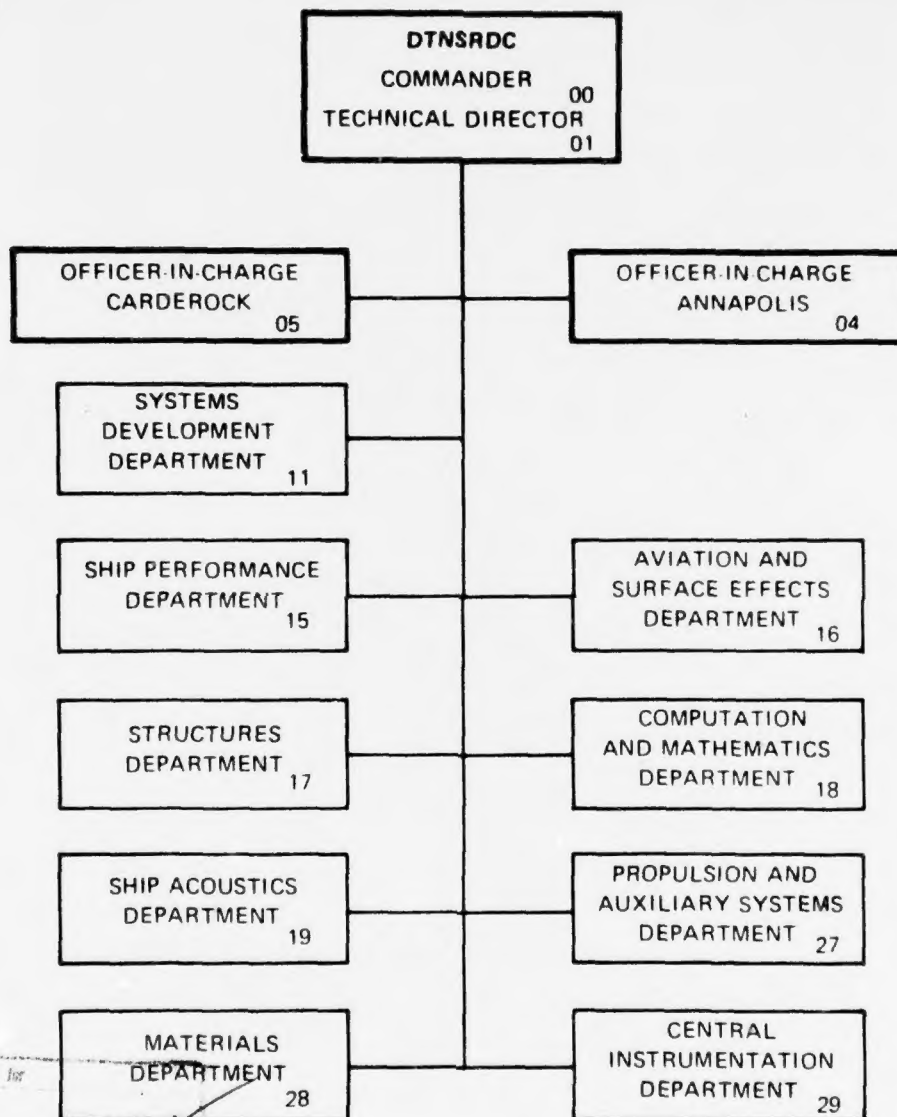 DTNSRDC
COMMANDER
00
TECHNICAL DIRECTOR
01
OFFICER-IN-CHARGE
CARDEROCK
05
OFFICER-IN-CHARGE
ANNAPOLIS
04
SYSTEMS
DEVELOPMENT
DEPARTMENT
11
SHIP PERFORMANCE
DEPARTMENT
15
AVIATION AND
SURFACE EFFECTS
DEPARTMENT
16
STRUCTURES
DEPARTMENT
17
COMPUTATION
AND MATHEMATICS
DEPARTMENT
18
SHIP ACOUSTICS
DEPARTMENT
19
PROPULSION AND
AUXILIARY SYSTEMS
DEPARTMENT
27
MATERIALS
DEPARTMENT
28
CENTRAL
INSTRUMENTATION
DEPARTMENT
29